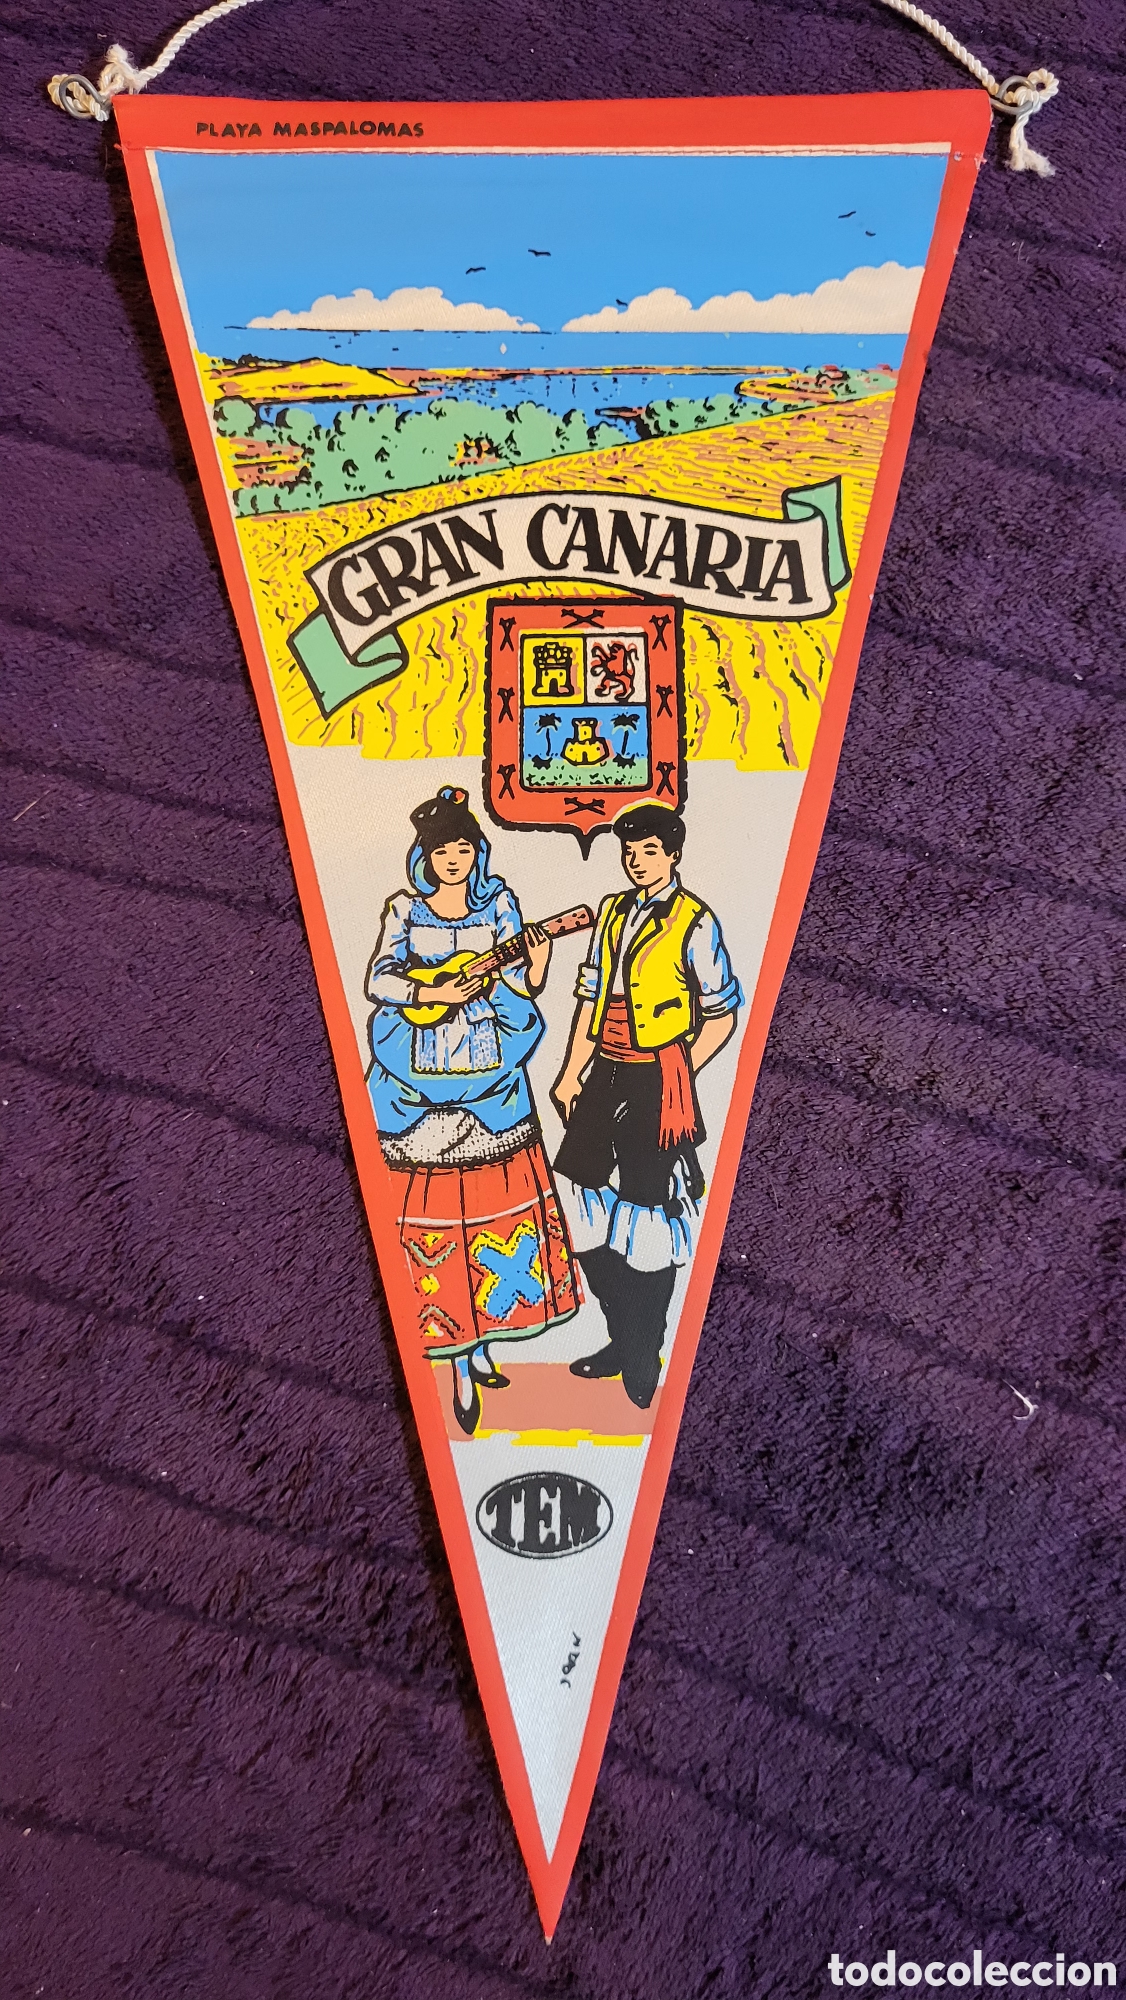 PLAYA MASPALOMAS
GRAN CANARIA
TEM
todocoleccion